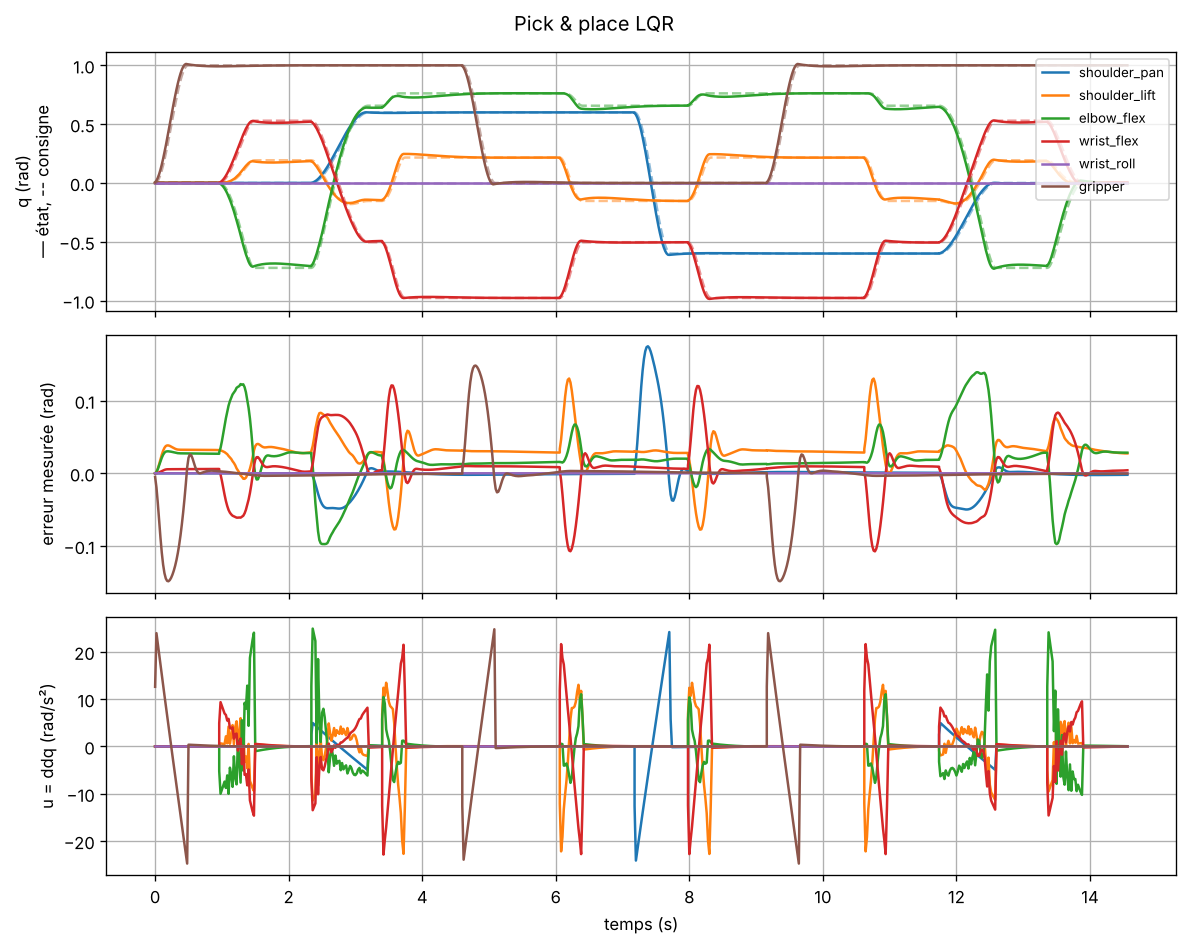 Pick & place LQR
1.0
0.5
0.0
−0.5
−1.0
q (rad)
— état, -- consigne
shoulder_pan
shoulder_lift
elbow_flex
wrist_flex
wrist_roll
gripper
0.1
0.0
−0.1
erreur mesurée (rad)
20
10
0
−10
−20
u = ddq (rad/s²)
0 2 4 6 8 10 12 14
temps (s)